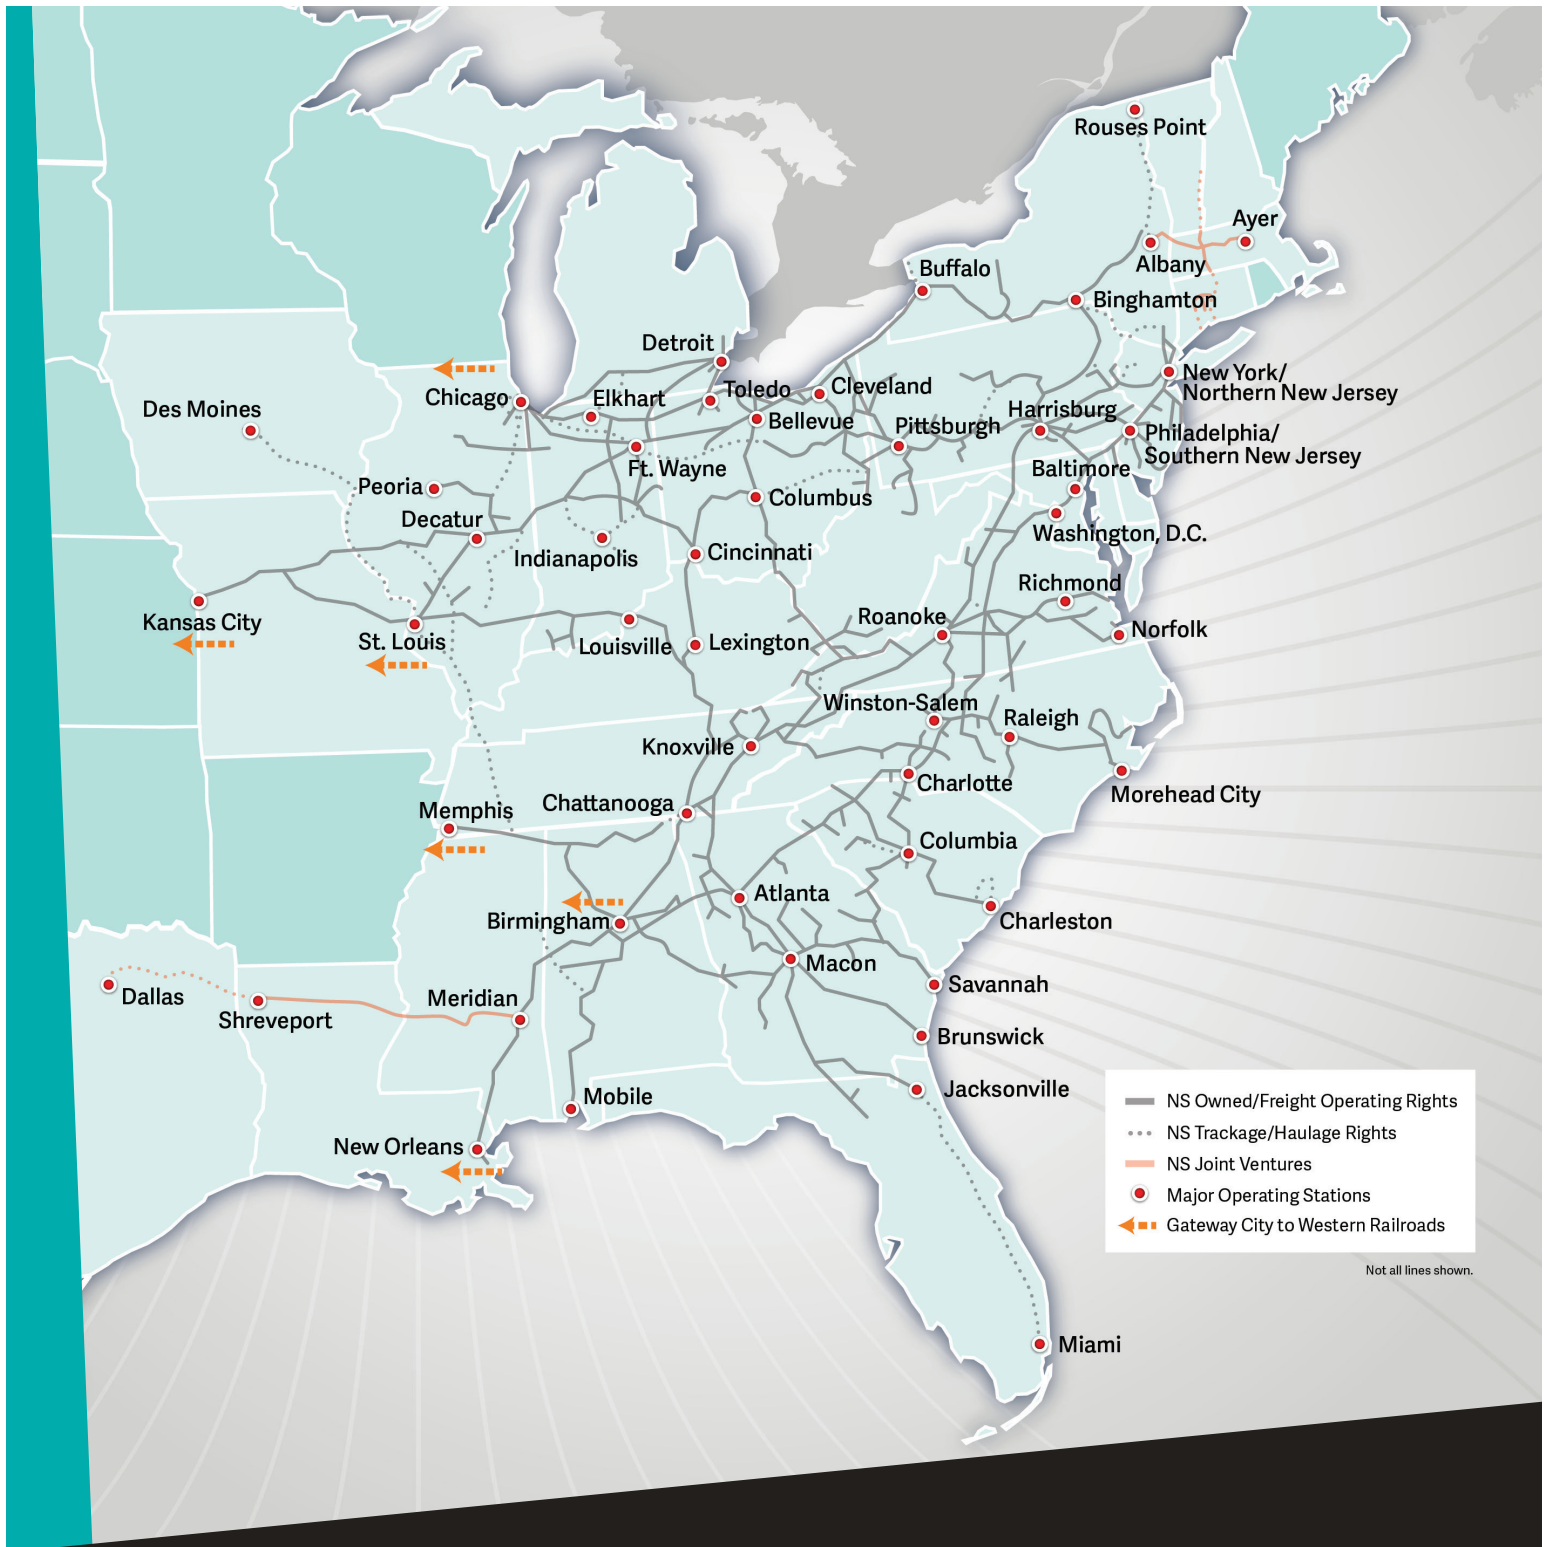 Rouses Point
Ayer
Albany
Buffalo
Binghamton
Detroit
New York/
Northern New Jersey
Chicago
Elkhart
Toledo
Cleveland
Des Moines
Bellevue
Pittsburgh
Harrisburg
Philadelphia/
Southern New Jersey
Ft. Wayne
Baltimore
Peoria
Columbus
Decatur
Washington, D.C.
Indianapolis
Cincinnati
Richmond
Kansas City
St. Louis
Louisville
Lexington
Roanoke
Norfolk
Winston-Salem
Raleigh
Knoxville
Charlotte
Morehead City
Memphis
Chattanooga
Columbia
Atlanta
Birmingham
Charleston
Macon
Dallas
Shreveport
Meridian
Savannah
Brunswick
Jacksonville
Mobile
New Orleans
NS Owned/Freight Operating Rights
NS Trackage/Haulage Rights
NS Joint Ventures
Major Operating Stations
Gateway City to Western Railroads
Not all lines shown.
Miami